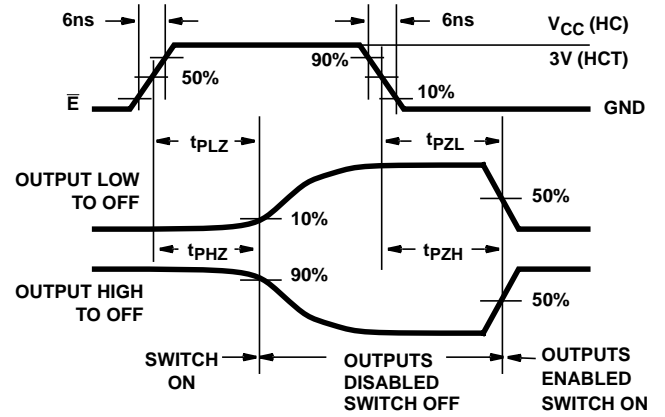 6ns
6ns
VCC (HC)
3V (HCT)
90%
50%
10%
E̅
GND
tPLZ
tPZL
OUTPUT LOW
TO OFF
10%
50%
tPHZ
tPZH
OUTPUT HIGH
TO OFF
90%
50%
SWITCH
ON
OUTPUTS
DISABLED
SWITCH OFF
OUTPUTS
ENABLED
SWITCH ON